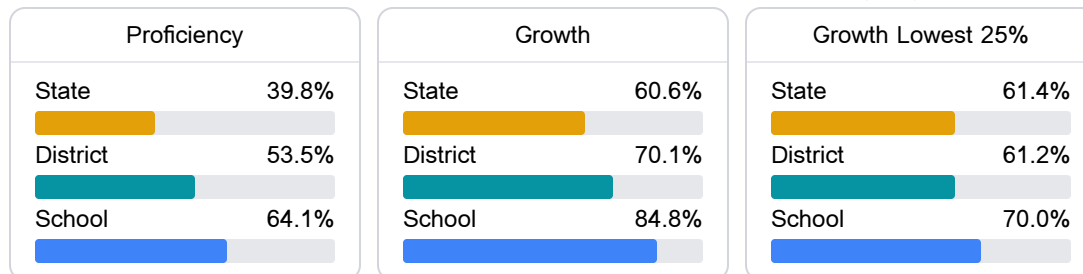 Proficiency
State 39.8%
District 53.5%
School 64.1%
Growth
State 60.6%
District 70.1%
School 84.8%
Growth Lowest 25%
State 61.4%
District 61.2%
School 70.0%